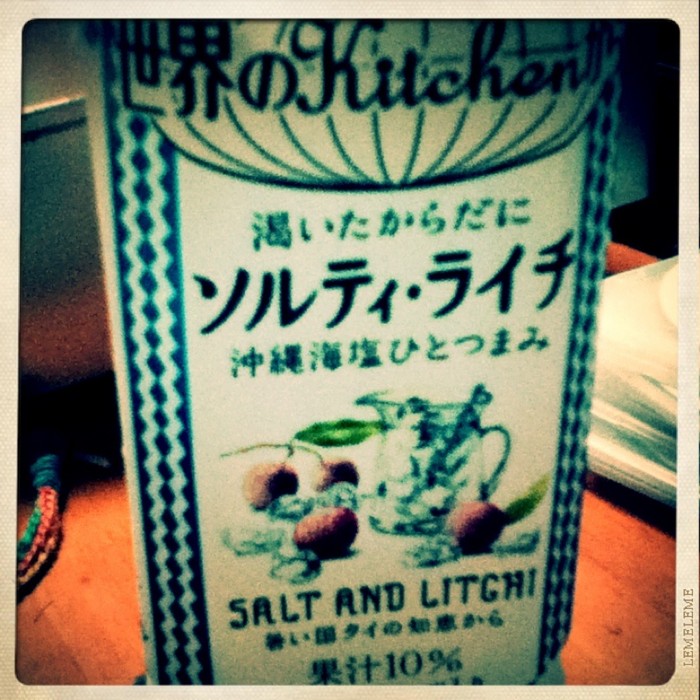 世界のKitchenから
渇いたからだに
ソルティ・ライチ
沖縄海塩ひとつまみ
SALT AND LITCHI
暑い国タイの知恵から
果汁10%
LEMELEME